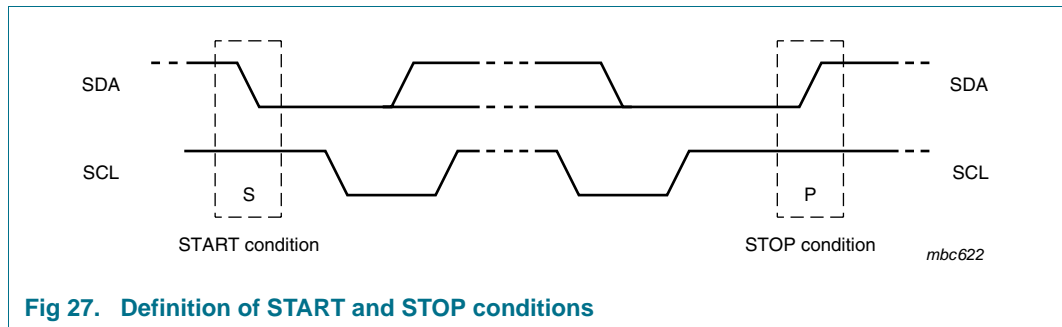 SDA
SDA
SCL
SCL
S
P
START condition
STOP condition
mbc622
Fig 27. Definition of START and STOP conditions